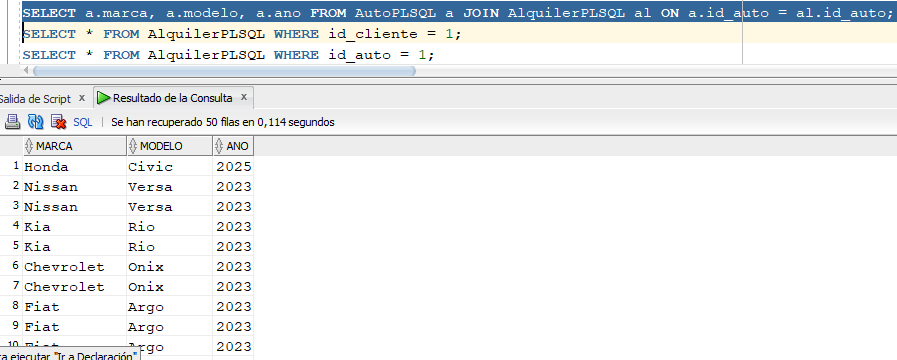 SELECT a.marca, a.modelo, a.ano FROM AutoPLSQL a JOIN AlquilerPLSQL al ON a.id_auto = al.id_auto;
SELECT * FROM AlquilerPLSQL WHERE id_cliente = 1;
SELECT * FROM AlquilerPLSQL WHERE id_auto = 1;
Salida de Script x Resultado de la Consulta x
SQL | Se han recuperado 50 filas en 0,114 segundos
MARCA MODELO ANO
1 Honda Civic 2025
2 Nissan Versa 2023
3 Nissan Versa 2023
4 Kia Rio 2023
5 Kia Rio 2023
6 Chevrolet Onix 2023
7 Chevrolet Onix 2023
8 Fiat Argo 2023
9 Fiat Argo 2023
10 Fiat Argo 2023
ejecutar "Ir a Declaración"